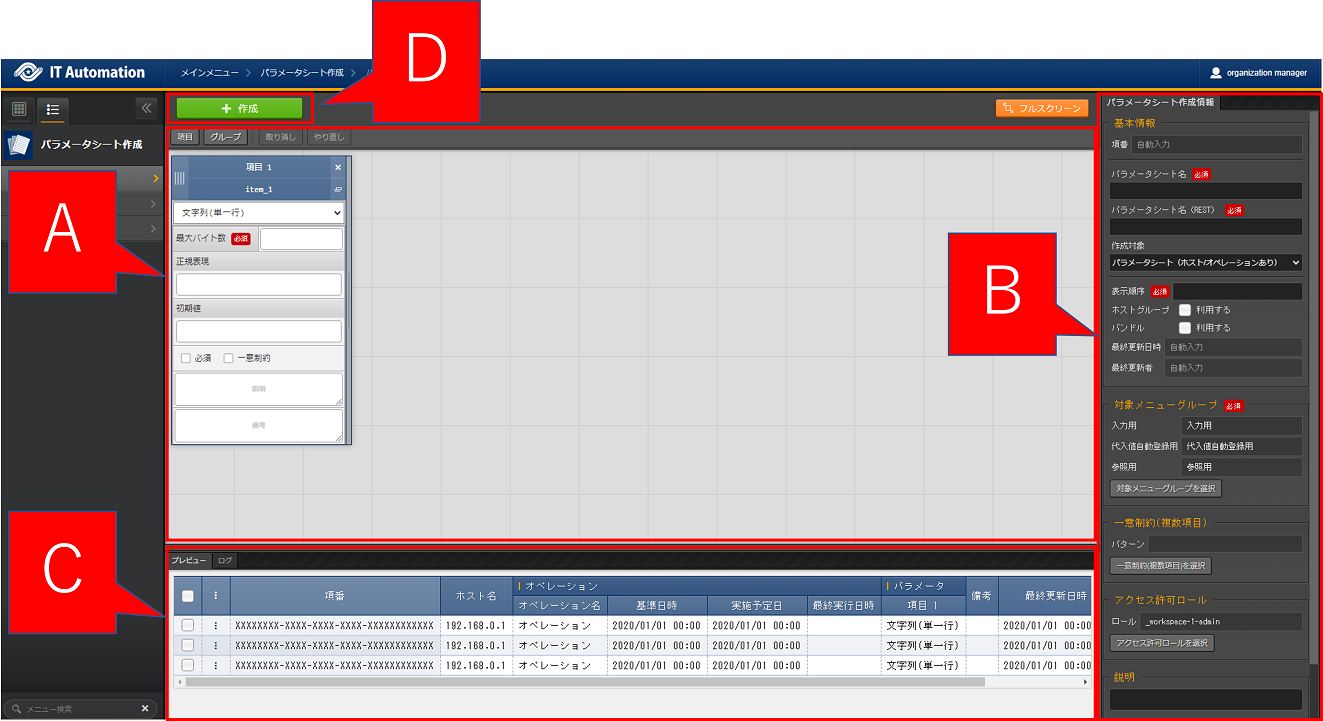 D
IT Automation
メインメニュー > パラメータシート作成 >
organization manager
+ 作成
フルスクリーン
パラメータシート作成情報
パラメータシート作成
項目 グループ 取り消し やり直し
A
項目 1
item_1
文字列(単一行)
最大バイト数 必須
正規表現
初期値
必須 一意制約
説明
備考
B
基本情報
項番 自動入力
パラメータシート名 必須
パラメータシート名 (REST) 必須
作成対象
パラメータシート (ホスト/オペレーションあり)
表示順序 必須
ホストグループ 利用する
バンドル 利用する
最終更新日時 自動入力
最終更新者 自動入力
対象メニューグループ 必須
入力用 入力用
代入値自動登録用 代入値自動登録用
参照用 参照用
対象メニューグループを選択
一意制約(複数項目)
パターン
一意制約(複数項目)を選択
アクセス許可ロール
ロール _workspace-1-admin
アクセス許可ロールを選択
説明
C
プレビュー ログ
項番 ホスト名 オペレーション パラメータ 備考 最終更新日時
オペレーション名 基準日時 実施予定日 最終実行日時 項目 1
XXXXXXXX-XXXX-XXXX-XXXX-XXXXXXXXXXXX 192.168.0.1 オペレーション 2020/01/01 00:00 2020/01/01 00:00 文字列(単一行) 2020/01/01 00:00
XXXXXXXX-XXXX-XXXX-XXXX-XXXXXXXXXXXX 192.168.0.1 オペレーション 2020/01/01 00:00 2020/01/01 00:00 文字列(単一行) 2020/01/01 00:00
XXXXXXXX-XXXX-XXXX-XXXX-XXXXXXXXXXXX 192.168.0.1 オペレーション 2020/01/01 00:00 2020/01/01 00:00 文字列(単一行) 2020/01/01 00:00
メニュー検索